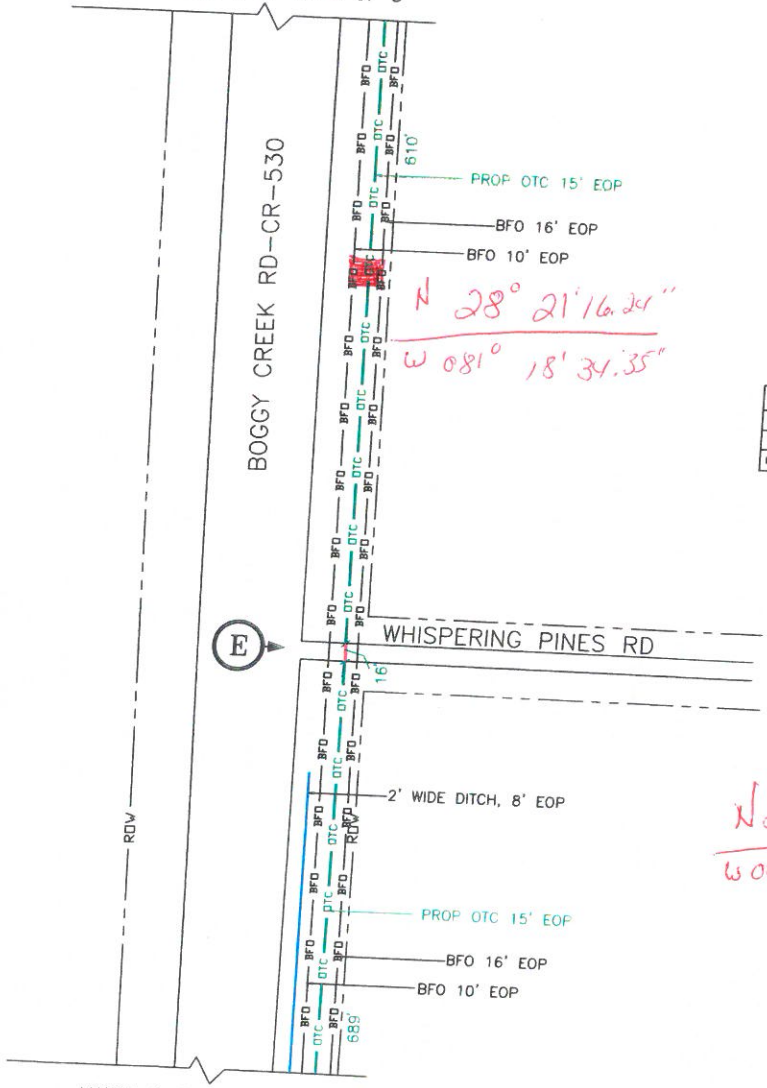 610'
PROP OTC 15' EOP
BFO 16' EOP
BFO 10' EOP
BOGGY CREEK RD-CR-530
N 28° 21' 16.24"
W 081° 18' 34.35"
BFO
OTC
E
WHISPERING PINES RD
16'
2' WIDE DITCH, 8' EOP
ROW
ROW
PROP OTC 15' EOP
BFO 16' EOP
BFO 10' EOP
689'
N
W 0